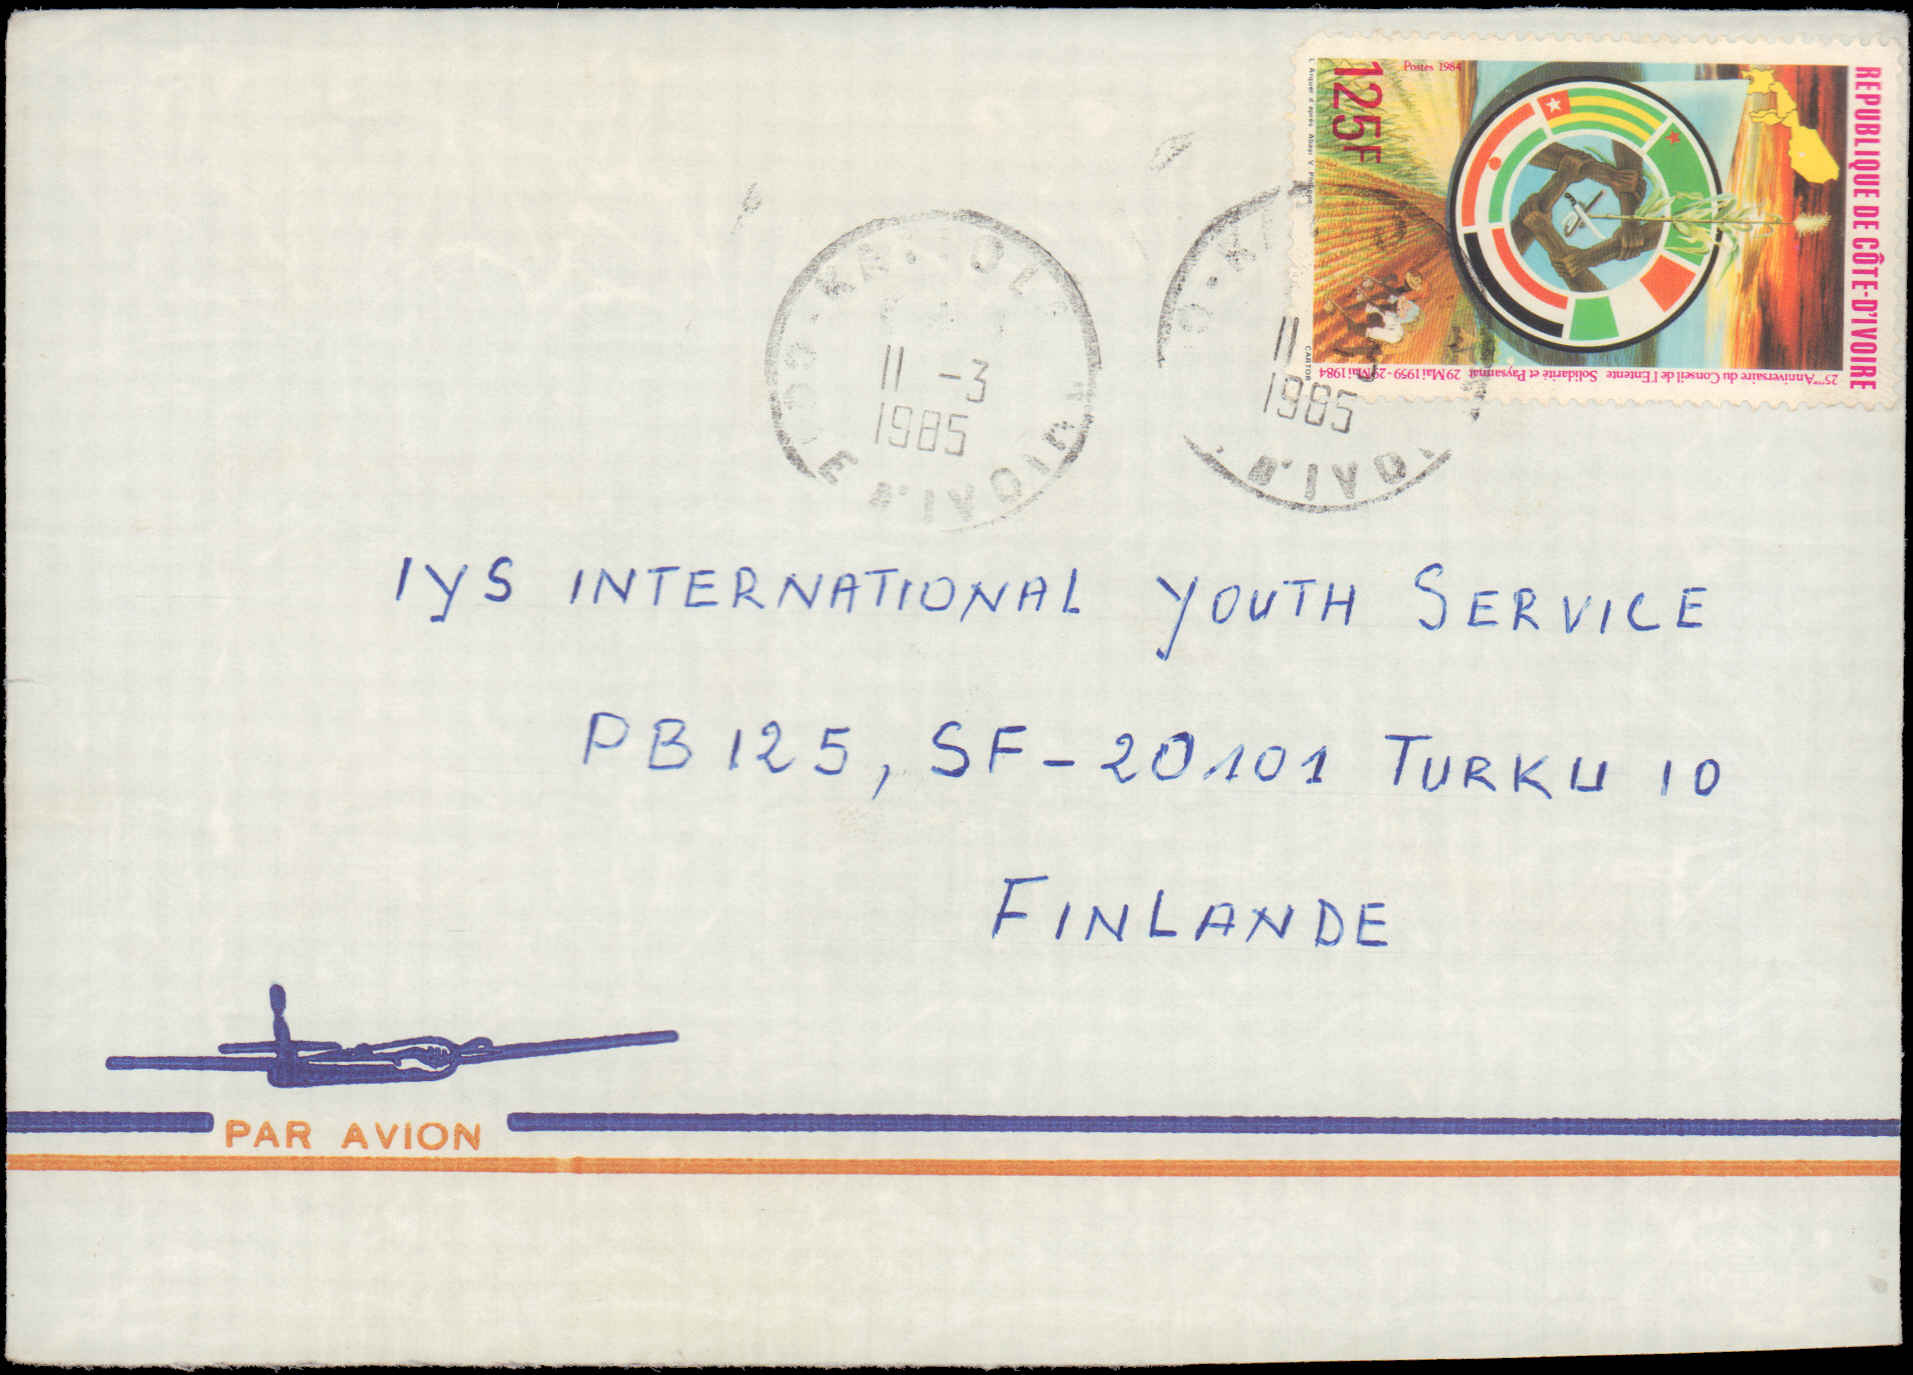 REPUBLIQUE DE CÔTE-D'IVOIRE
Postes 1984
125F
25ème Anniversaire du Conseil de l'Entente Solidarité et Paysannat 29 Mai 1959 - 29 Mai 1984
CARTOR
11 -3
1985
11
1985
IYS INTERNATIONAL YOUTH SERVICE
PB 125, SF-20101 TURKU 10
FINLANDE
PAR AVION